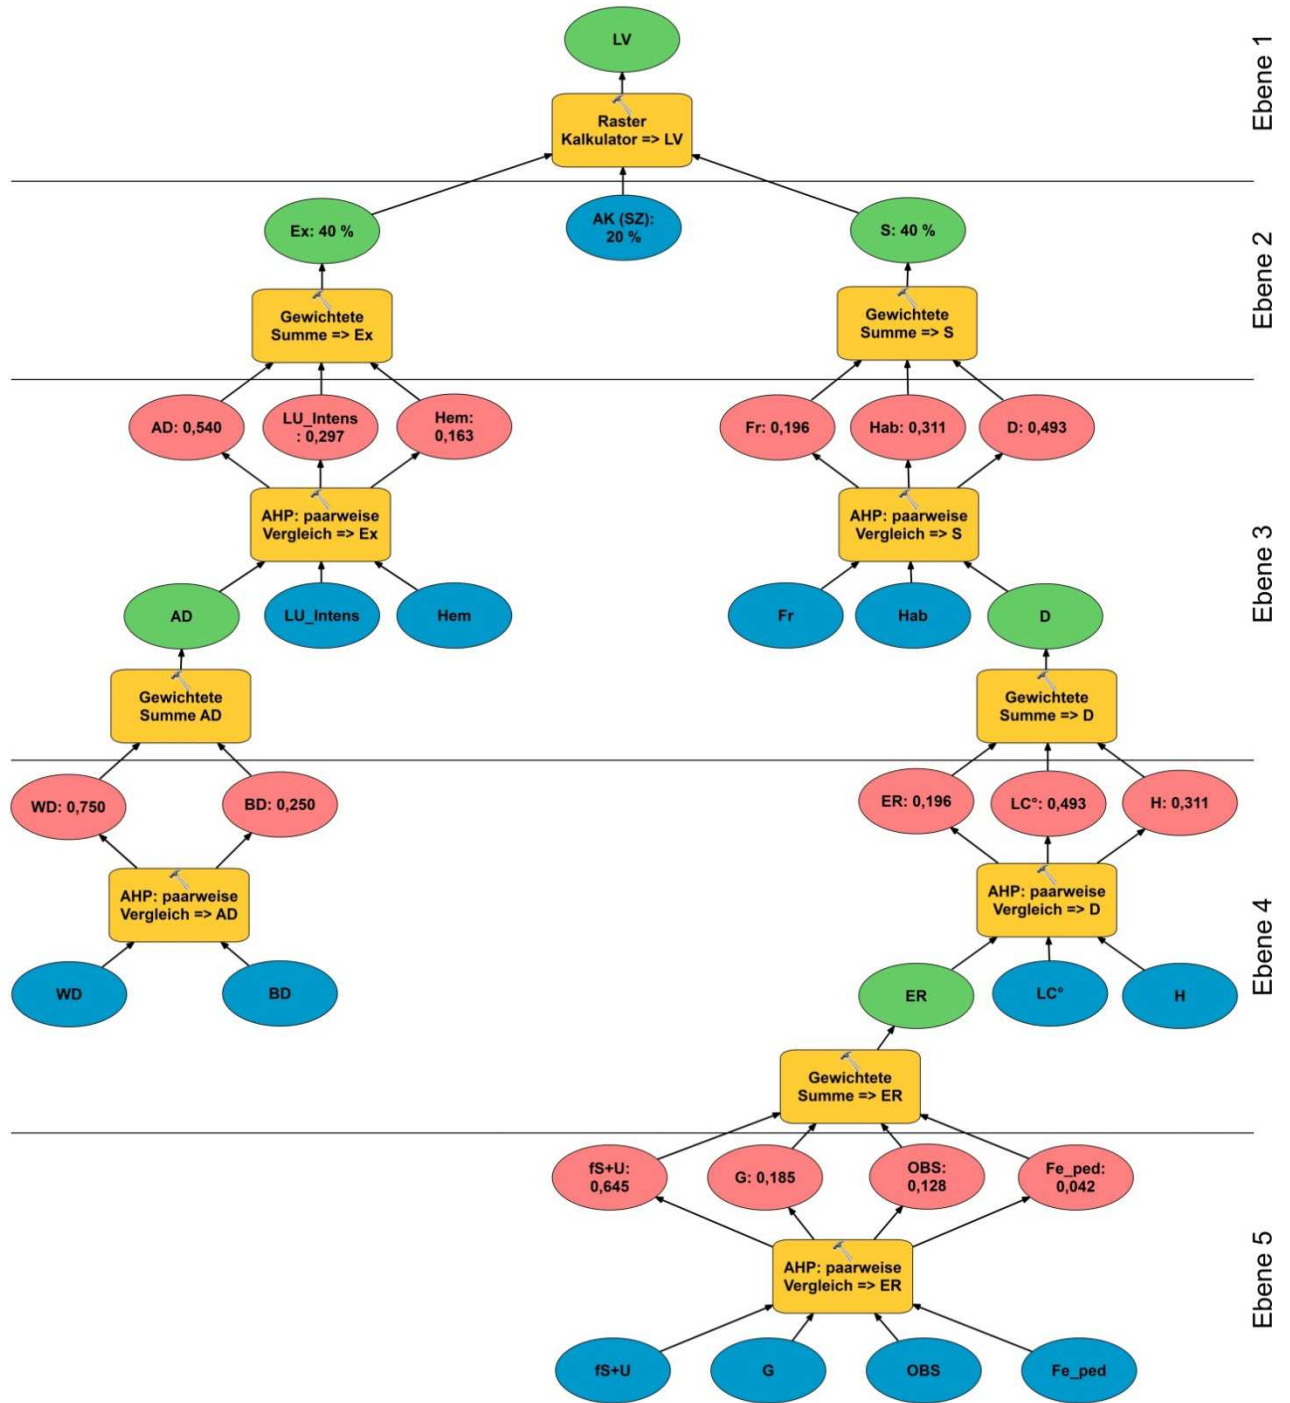 LV
Ebene 1
Raster
Kalkulator => LV
Ex: 40 %
AK (SZ):
20 %
S: 40 %
Ebene 2
Gewichtete
Summe => Ex
Gewichtete
Summe => S
AD: 0,540
LU_Intens
: 0,297
Hem:
0,163
Fr: 0,196
Hab: 0,311
D: 0,493
AHP: paarweise
Vergleich => Ex
AHP: paarweise
Vergleich => S
Ebene 3
AD
LU_Intens
Hem
Fr
Hab
D
Gewichtete
Summe AD
Gewichtete
Summe => D
WD: 0,750
BD: 0,250
ER: 0,196
LC°: 0,493
H: 0,311
AHP: paarweise
Vergleich => AD
AHP: paarweise
Vergleich => D
Ebene 4
WD
BD
ER
LC°
H
Gewichtete
Summe => ER
fS+U:
0,645
G: 0,185
OBS:
0,128
Fe_ped:
0,042
AHP: paarweise
Vergleich => ER
Ebene 5
fS+U
G
OBS
Fe_ped